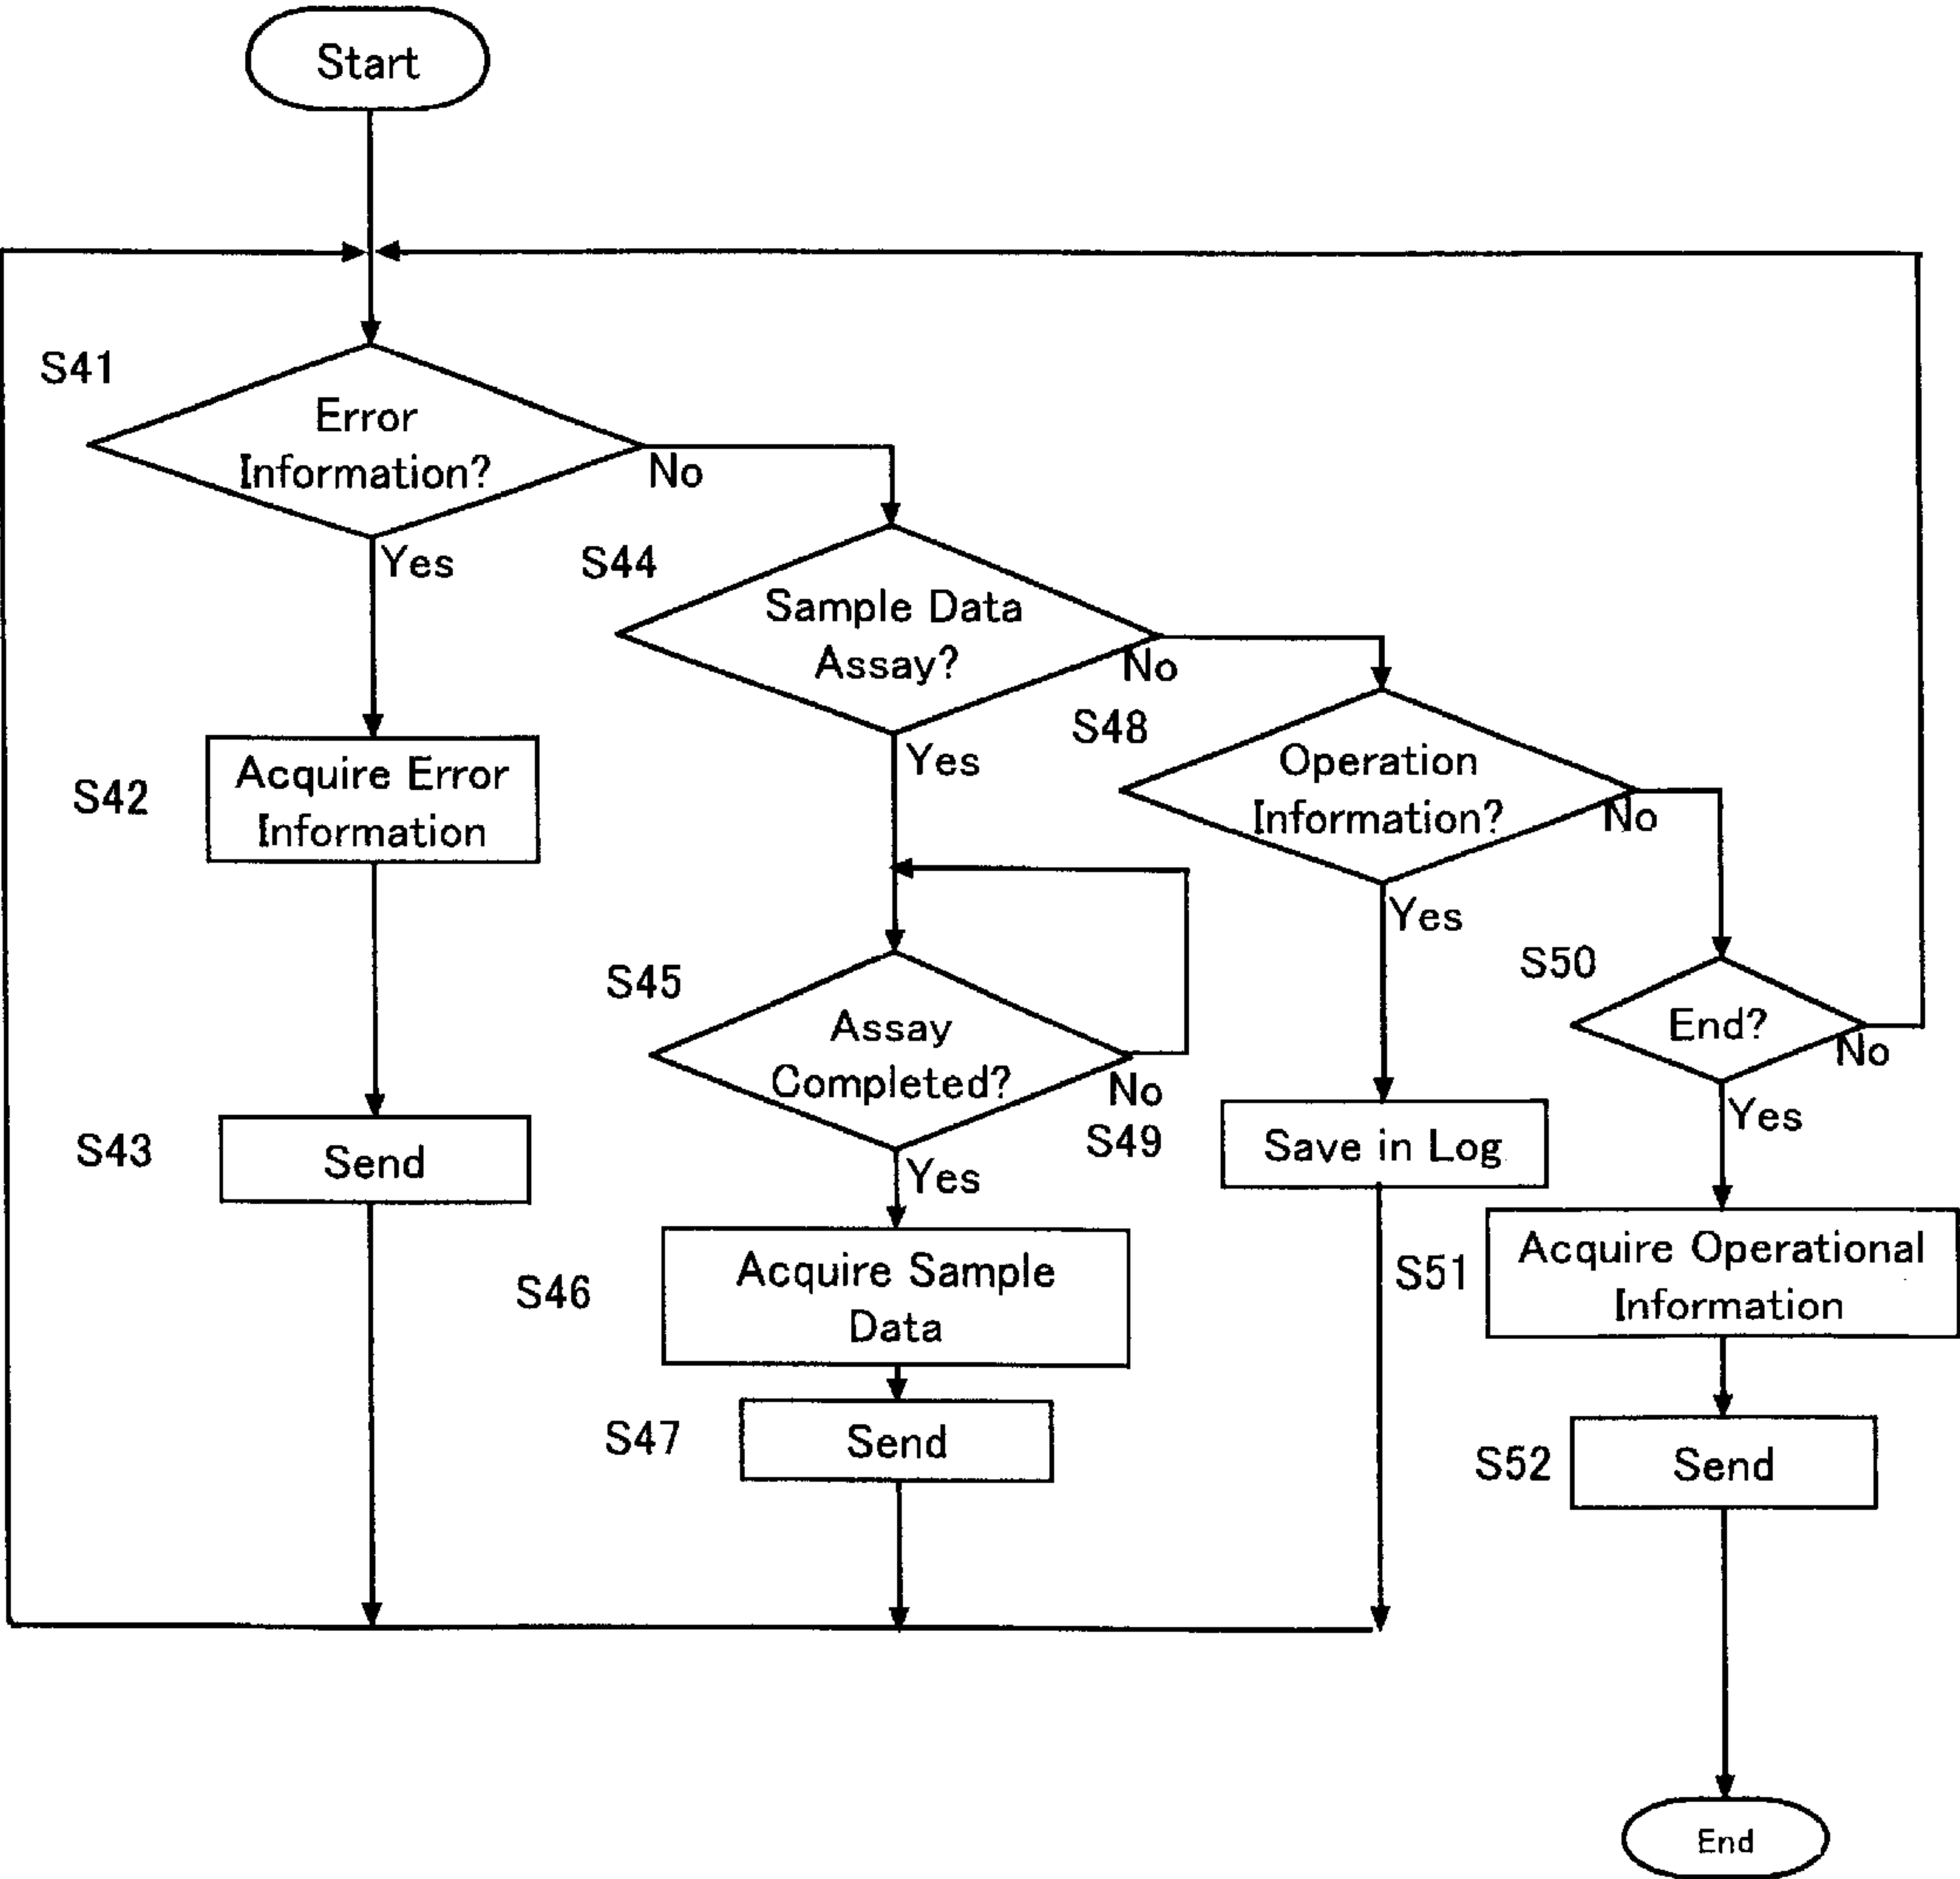 Start
S41
Error
Information?
No
Yes
S44
Sample Data
Assay?
No
Yes
S48
Operation
Information?
No
Yes
S42
Acquire Error
Information
S45
Assay
Completed?
No
Yes
S50
End?
No
Yes
S43
Send
S49
Save in Log
S46
Acquire Sample
Data
S51
Acquire Operational
Information
S47
Send
S52
Send
End